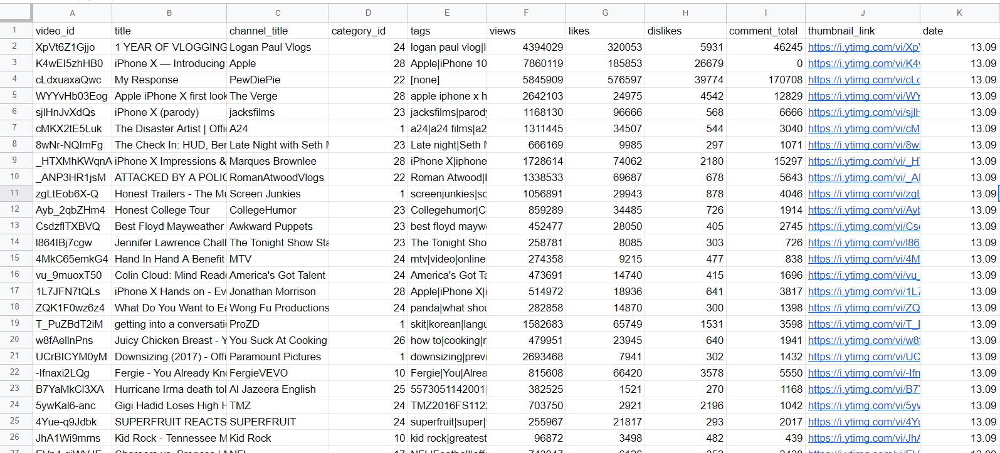 A B C D E F G H I J K
1 video_id title channel_title category_id tags views likes dislikes comment_total thumbnail_link date
2 XpVt6Z1Gjjo 1 YEAR OF VLOGGING Logan Paul Vlogs 24 logan paul vlog|l 4394029 320053 5931 46245 https://i.ytimg.com/vi/XpV 13.09
3 K4wEI5zhHB0 iPhone X — Introducing Apple 28 Apple|iPhone 10 7860119 185853 26679 0 https://i.ytimg.com/vi/K4w 13.09
4 cLdxuaxaQwc My Response PewDiePie 22 [none] 5845909 576597 39774 170708 https://i.ytimg.com/vi/cLd 13.09
5 WYYvHb03Eog Apple iPhone X first look The Verge 28 apple iphone x h 2642103 24975 4542 12829 https://i.ytimg.com/vi/WY 13.09
6 sjlHnJvXdQs iPhone X (parody) jacksfilms 23 jacksfilms|parody 1168130 96666 568 6666 https://i.ytimg.com/vi/sjlH 13.09
7 cMKX2tE5Luk The Disaster Artist | Offi A24 1 a24|a24 films|a2 1311445 34507 544 3040 https://i.ytimg.com/vi/cM 13.09
8 8wNr-NQImFg The Check In: HUD, Ben Late Night with Seth M 23 Late night|Seth M 666169 9985 297 1071 https://i.ytimg.com/vi/8w 13.09
9 _HTXMhKWqnA iPhone X Impressions & Marques Brownlee 28 iPhone X|iphone 1728614 74062 2180 15297 https://i.ytimg.com/vi/_H 13.09
10 _ANP3HR1jsM ATTACKED BY A POLIC RomanAtwoodVlogs 22 Roman Atwood| 1338533 69687 678 5643 https://i.ytimg.com/vi/_A 13.09
11 zgLtEob6X-Q Honest Trailers - The Mu Screen Junkies 1 screenjunkies|sc 1056891 29943 878 4046 https://i.ytimg.com/vi/zgL 13.09
12 Ayb_2qbZHm4 Honest College Tour CollegeHumor 23 Collegehumor|C 859289 34485 726 1914 https://i.ytimg.com/vi/Ayb 13.09
13 CsdzflTXBVQ Best Floyd Mayweather Awkward Puppets 23 best floyd mayw 452477 28050 405 2745 https://i.ytimg.com/vi/Csd 13.09
14 l864IBj7cgw Jennifer Lawrence Chall The Tonight Show Sta 23 The Tonight Sho 258781 8085 303 726 https://i.ytimg.com/vi/l86 13.09
15 4MkC65emkG4 Hand In Hand A Benefit MTV 24 mtv|video|online 274358 9215 477 838 https://i.ytimg.com/vi/4M 13.09
16 vu_9muoxT50 Colin Cloud: Mind Reade America's Got Talent 24 America's Got Ta 473691 14740 415 1696 https://i.ytimg.com/vi/vu_ 13.09
17 1L7JFN7tQLs iPhone X Hands on - Eve Jonathan Morrison 28 Apple|iPhone X|i 514972 18936 641 3817 https://i.ytimg.com/vi/1L7 13.09
18 ZQK1F0wz6z4 What Do You Want to Ea Wong Fu Productions 24 panda|what shou 282858 14870 300 1398 https://i.ytimg.com/vi/ZQ 13.09
19 T_PuZBdT2iM getting into a conversati ProZD 1 skit|korean|langu 1582683 65749 1531 3598 https://i.ytimg.com/vi/T_P 13.09
20 w8fAellnPns Juicy Chicken Breast - Y You Suck At Cooking 26 how to|cooking|r 479951 23945 640 1941 https://i.ytimg.com/vi/w8f 13.09
21 UCrBICYM0yM Downsizing (2017) - Offi Paramount Pictures 1 downsizing|previ 2693468 7941 302 1432 https://i.ytimg.com/vi/UC 13.09
22 -Ifnaxi2LQg Fergie - You Already Kno FergieVEVO 10 Fergie|You|Alrea 815608 66420 3578 5550 https://i.ytimg.com/vi/-Ifn 13.09
23 B7YaMkCl3XA Hurricane Irma death tol Al Jazeera English 25 5573051142001| 382525 1521 270 1168 https://i.ytimg.com/vi/B7Y 13.09
24 5ywKal6-anc Gigi Hadid Loses High H TMZ 24 TMZ2016FS112 703750 2921 2196 1042 https://i.ytimg.com/vi/5yw 13.09
25 4Yue-q9Jdbk SUPERFRUIT REACTS SUPERFRUIT 24 superfruit|super| 255967 21817 293 2017 https://i.ytimg.com/vi/4Yu 13.09
26 JhA1Wi9mrns Kid Rock - Tennessee M Kid Rock 10 kid rock|greatest 96872 3498 482 439 https://i.ytimg.com/vi/JhA 13.09